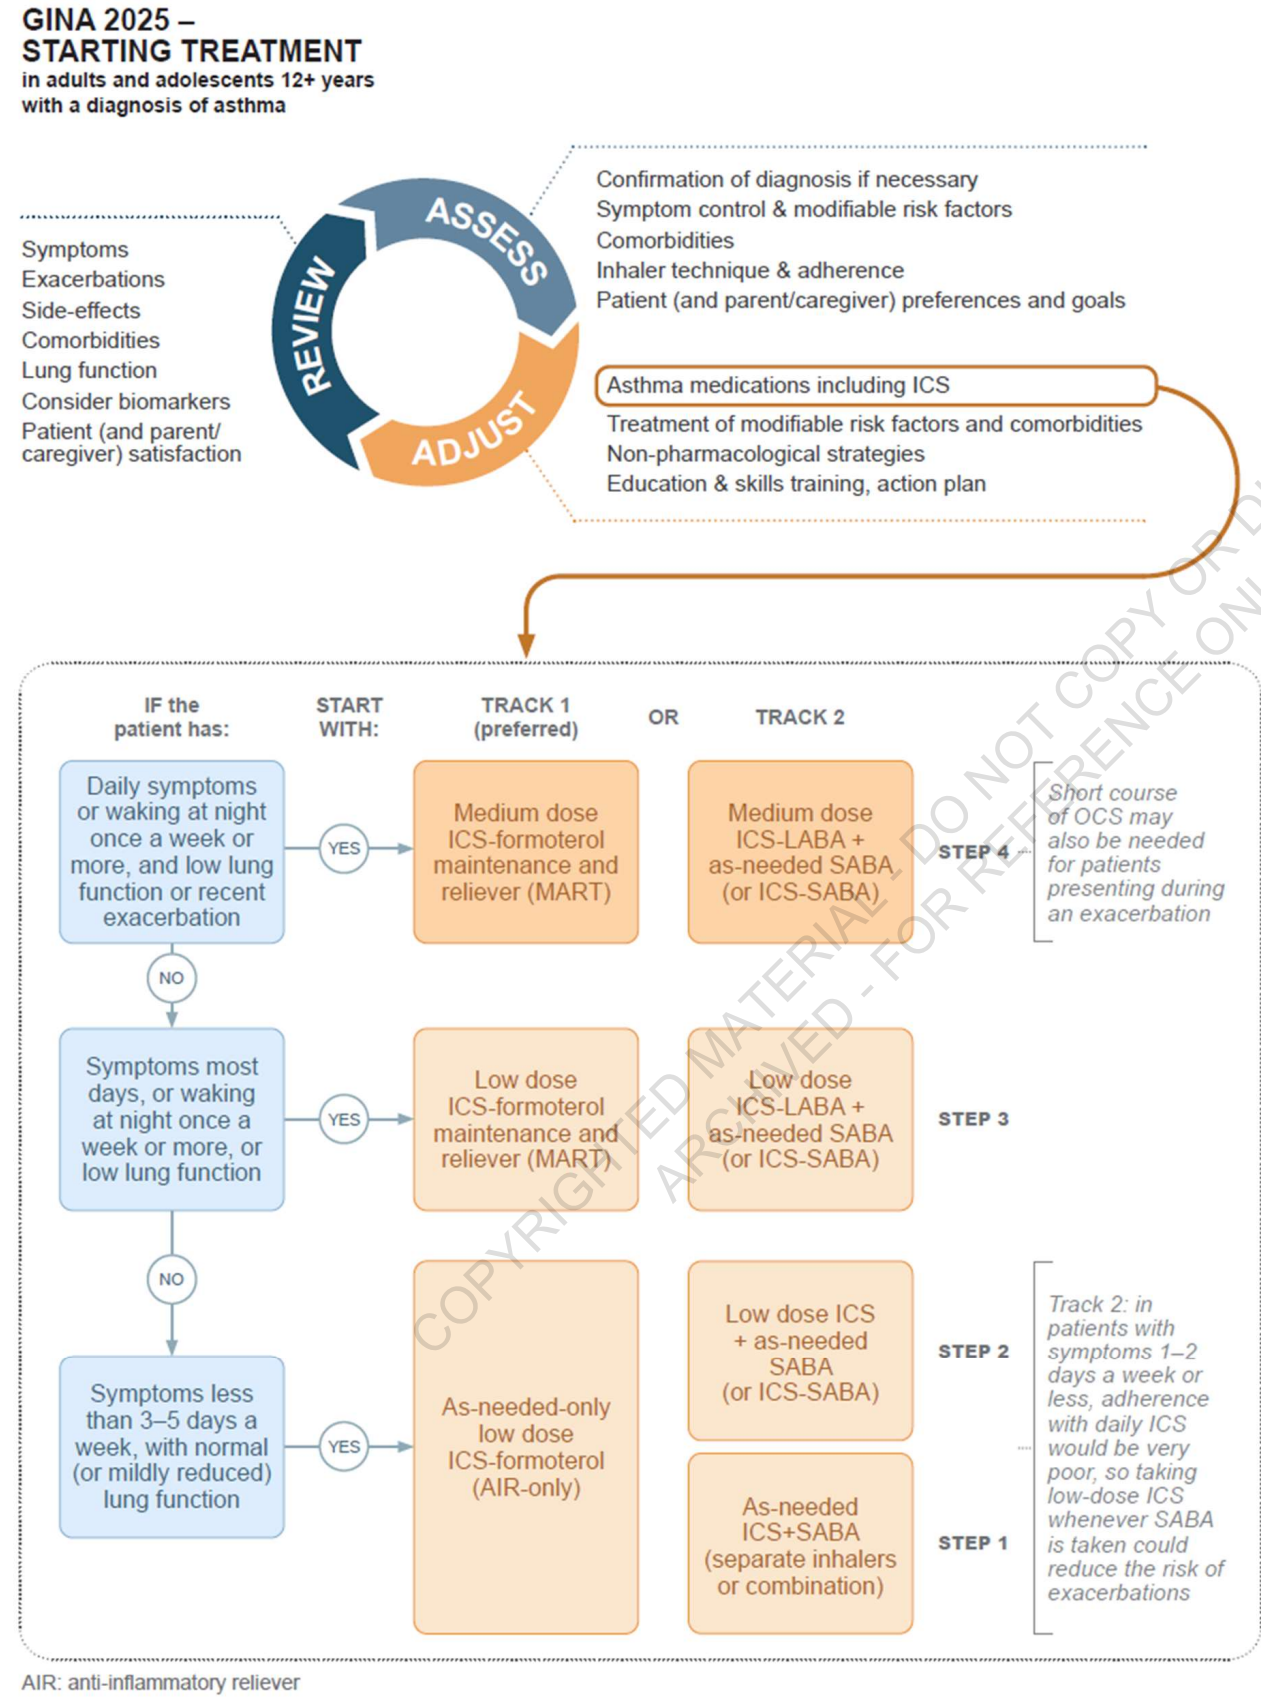 GINA 2025 –
STARTING TREATMENT
in adults and adolescents 12+ years
with a diagnosis of asthma
REVIEW
ASSESS
ADJUST
Symptoms
Exacerbations
Side-effects
Comorbidities
Lung function
Consider biomarkers
Patient (and parent/
caregiver) satisfaction
Confirmation of diagnosis if necessary
Symptom control & modifiable risk factors
Comorbidities
Inhaler technique & adherence
Patient (and parent/caregiver) preferences and goals
Asthma medications including ICS
Treatment of modifiable risk factors and comorbidities
Non-pharmacological strategies
Education & skills training, action plan
IF the
patient has:
START
WITH:
TRACK 1
(preferred)
OR
TRACK 2
Daily symptoms
or waking at night
once a week or
more, and low lung
function or recent
exacerbation
YES
Medium dose
ICS-formoterol
maintenance and
reliever (MART)
Medium dose
ICS-LABA +
as-needed SABA
(or ICS-SABA)
STEP 4
Short course
of OCS may
also be needed
for patients
presenting during
an exacerbation
NO
Symptoms most
days, or waking
at night once a
week or more, or
low lung function
YES
Low dose
ICS-formoterol
maintenance and
reliever (MART)
Low dose
ICS-LABA +
as-needed SABA
(or ICS-SABA)
STEP 3
NO
Symptoms less
than 3–5 days a
week, with normal
(or mildly reduced)
lung function
YES
As-needed-only
low dose
ICS-formoterol
(AIR-only)
Low dose ICS
+ as-needed
SABA
(or ICS-SABA)
STEP 2
As-needed
ICS+SABA
(separate inhalers
or combination)
STEP 1
Track 2: in
patients with
symptoms 1–2
days a week or
less, adherence
with daily ICS
would be very
poor, so taking
low-dose ICS
whenever SABA
is taken could
reduce the risk of
exacerbations
AIR: anti-inflammatory reliever
COPYRIGHTED MATERIAL - DO NOT COPY OR
ARCHIVED - FOR REFERENCE